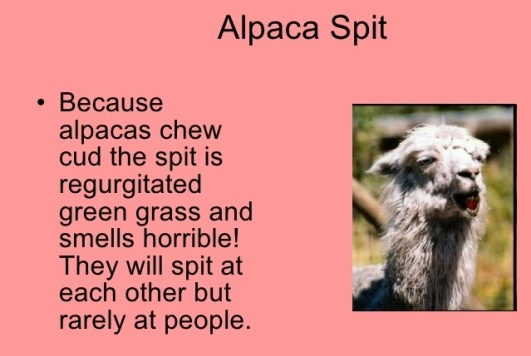 Alpaca Spit
• Because
alpacas chew
cud the spit is
regurgitated
green grass and
smells horrible!
They will spit at
each other but
rarely at people.